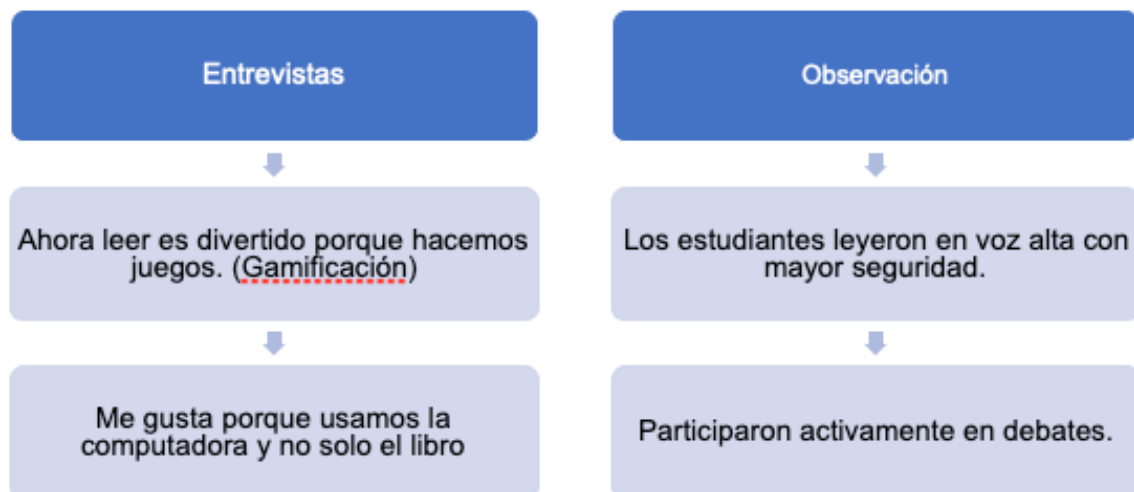 Entrevistas
Ahora leer es divertido porque hacemos
juegos. (Gamificación)
Me gusta porque usamos la
computadora y no solo el libro
Observación
Los estudiantes leyeron en voz alta con
mayor seguridad.
Participaron activamente en debates.